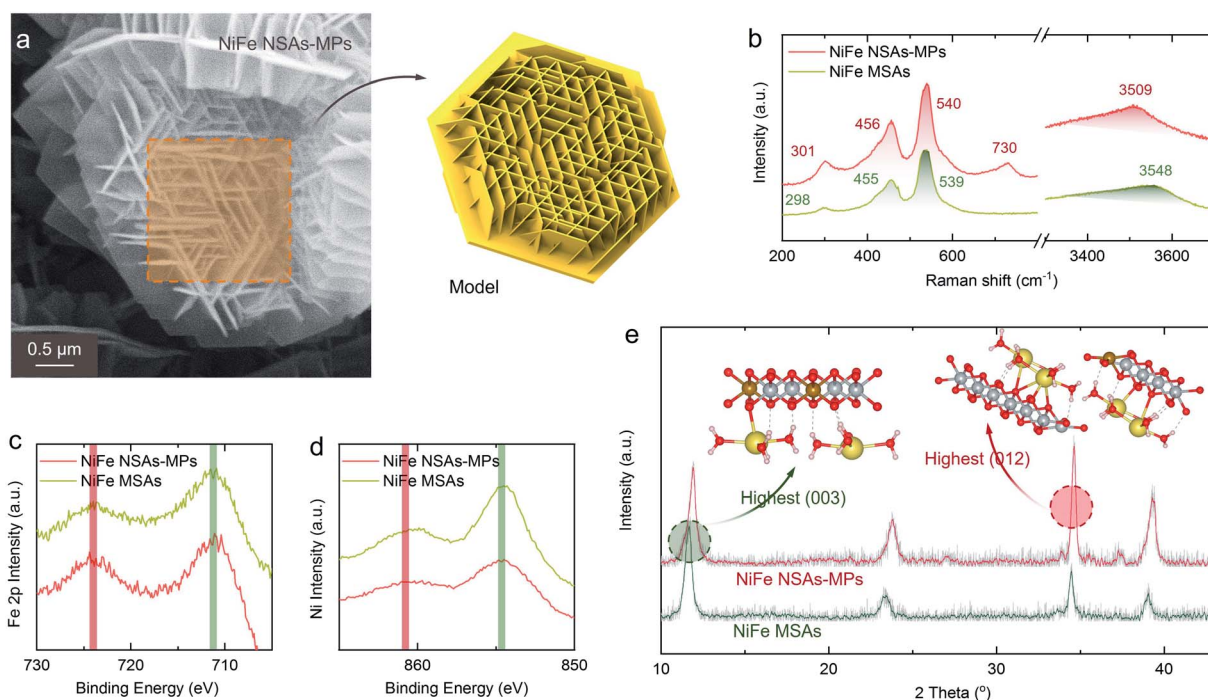 a
NiFe NSAs-MPs
0.5 μm
Model
b
NiFe NSAs-MPs
NiFe MSAs
301
456
540
730
3509
298
455
539
3548
Intensity (a.u.)
200 400 600 3400 3600
Raman shift (cm⁻¹)
c
NiFe NSAs-MPs
NiFe MSAs
Fe 2p Intensity (a.u.)
730 720 710
Binding Energy (eV)
d
NiFe NSAs-MPs
NiFe MSAs
Ni Intensity (a.u.)
860 850
Binding Energy (eV)
e
Highest (003)
Highest (012)
NiFe NSAs-MPs
NiFe MSAs
Intensity (a.u.)
10 20 30 40
2 Theta (°)